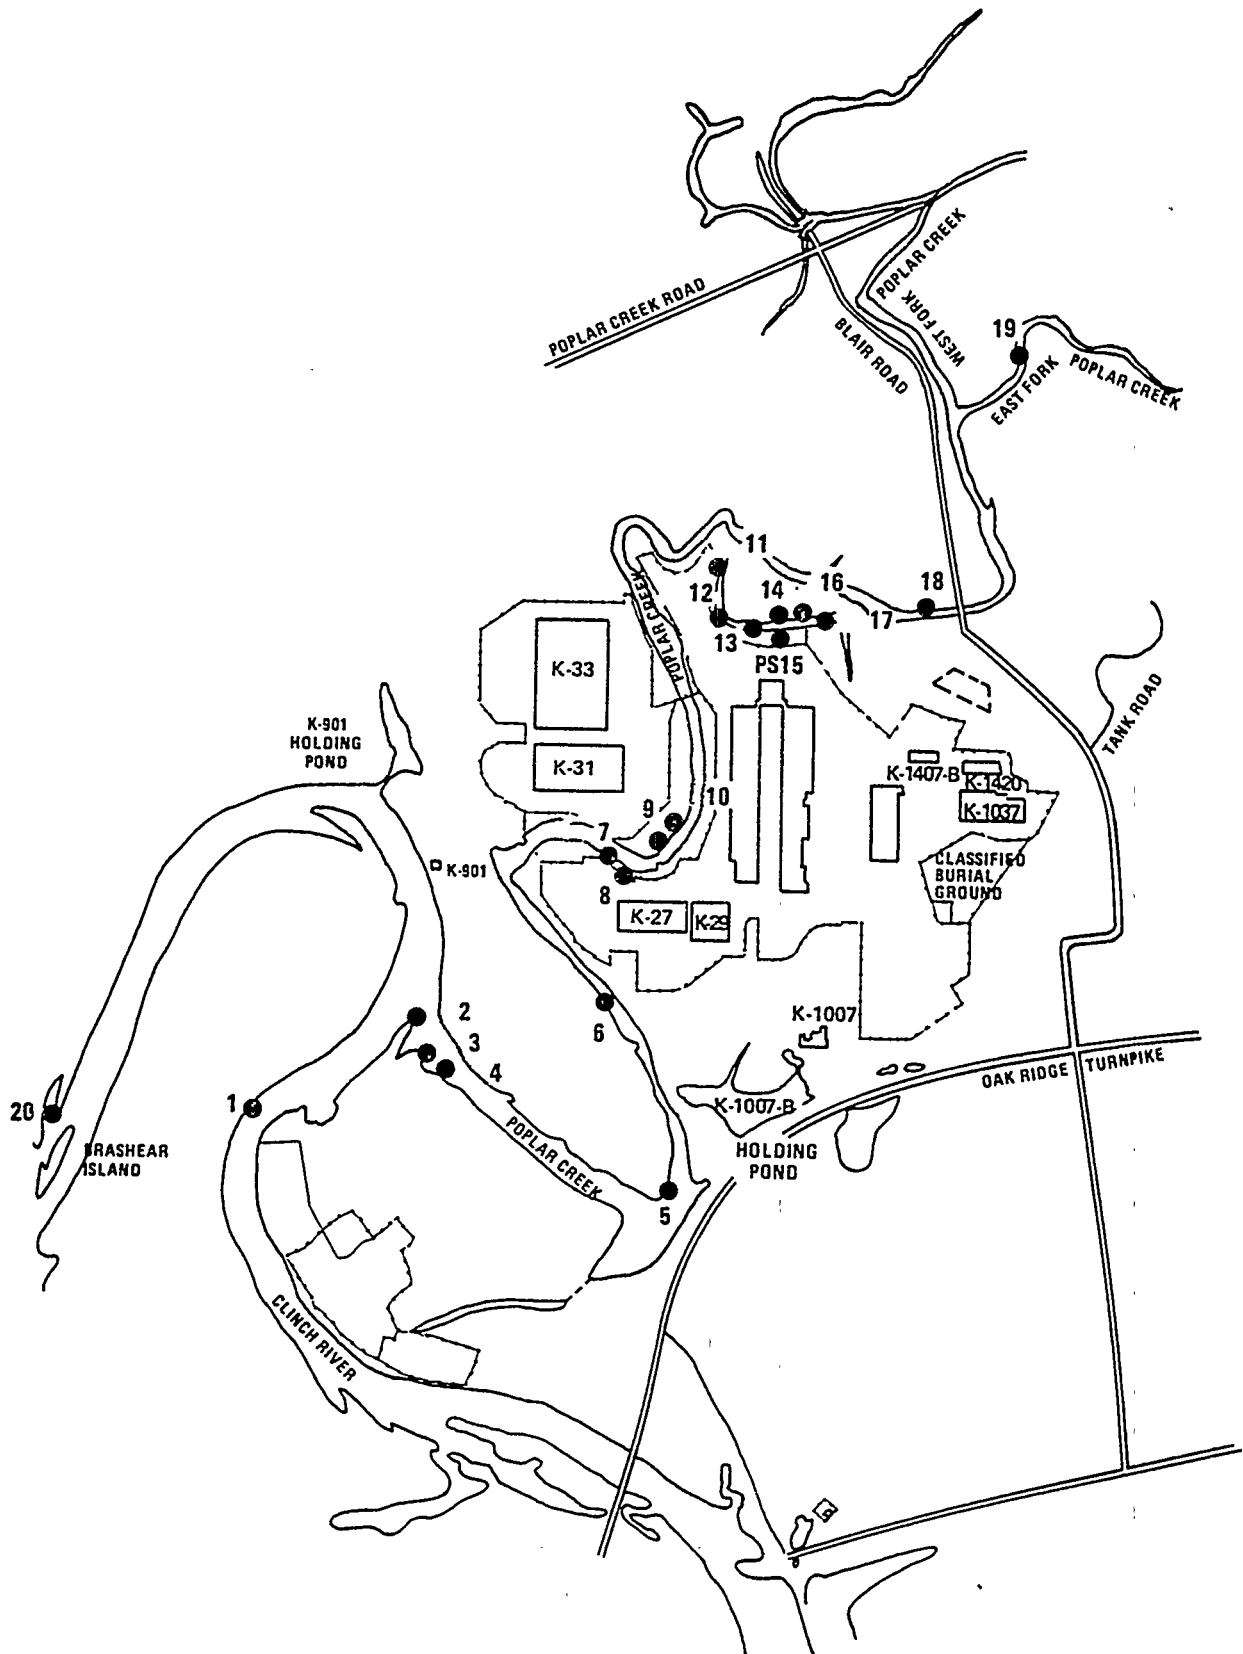 POPLAR CREEK
POPLAR CREEK ROAD
WEST FORK
BLAIR ROAD
19
POPLAR CREEK
EAST FORK
11
16
18
12
14
17
13
PS15
POPLAR CREEK
POPLAR CREEK
K-33
TANK ROAD
K-901
HOLDING
POND
K-31
K-1407-B
K-1420
K-1037
10
9
7
8
K-901
CLASSIFIED
BURIAL
GROUND
K-27
K-29
2
6
K-1007
3
4
OAK RIDGE TURNPIKE
1
20
K-1007-B
HOLDING
POND
BRASHEAR
ISLAND
POPLAR CREEK
5
CLINCH RIVER